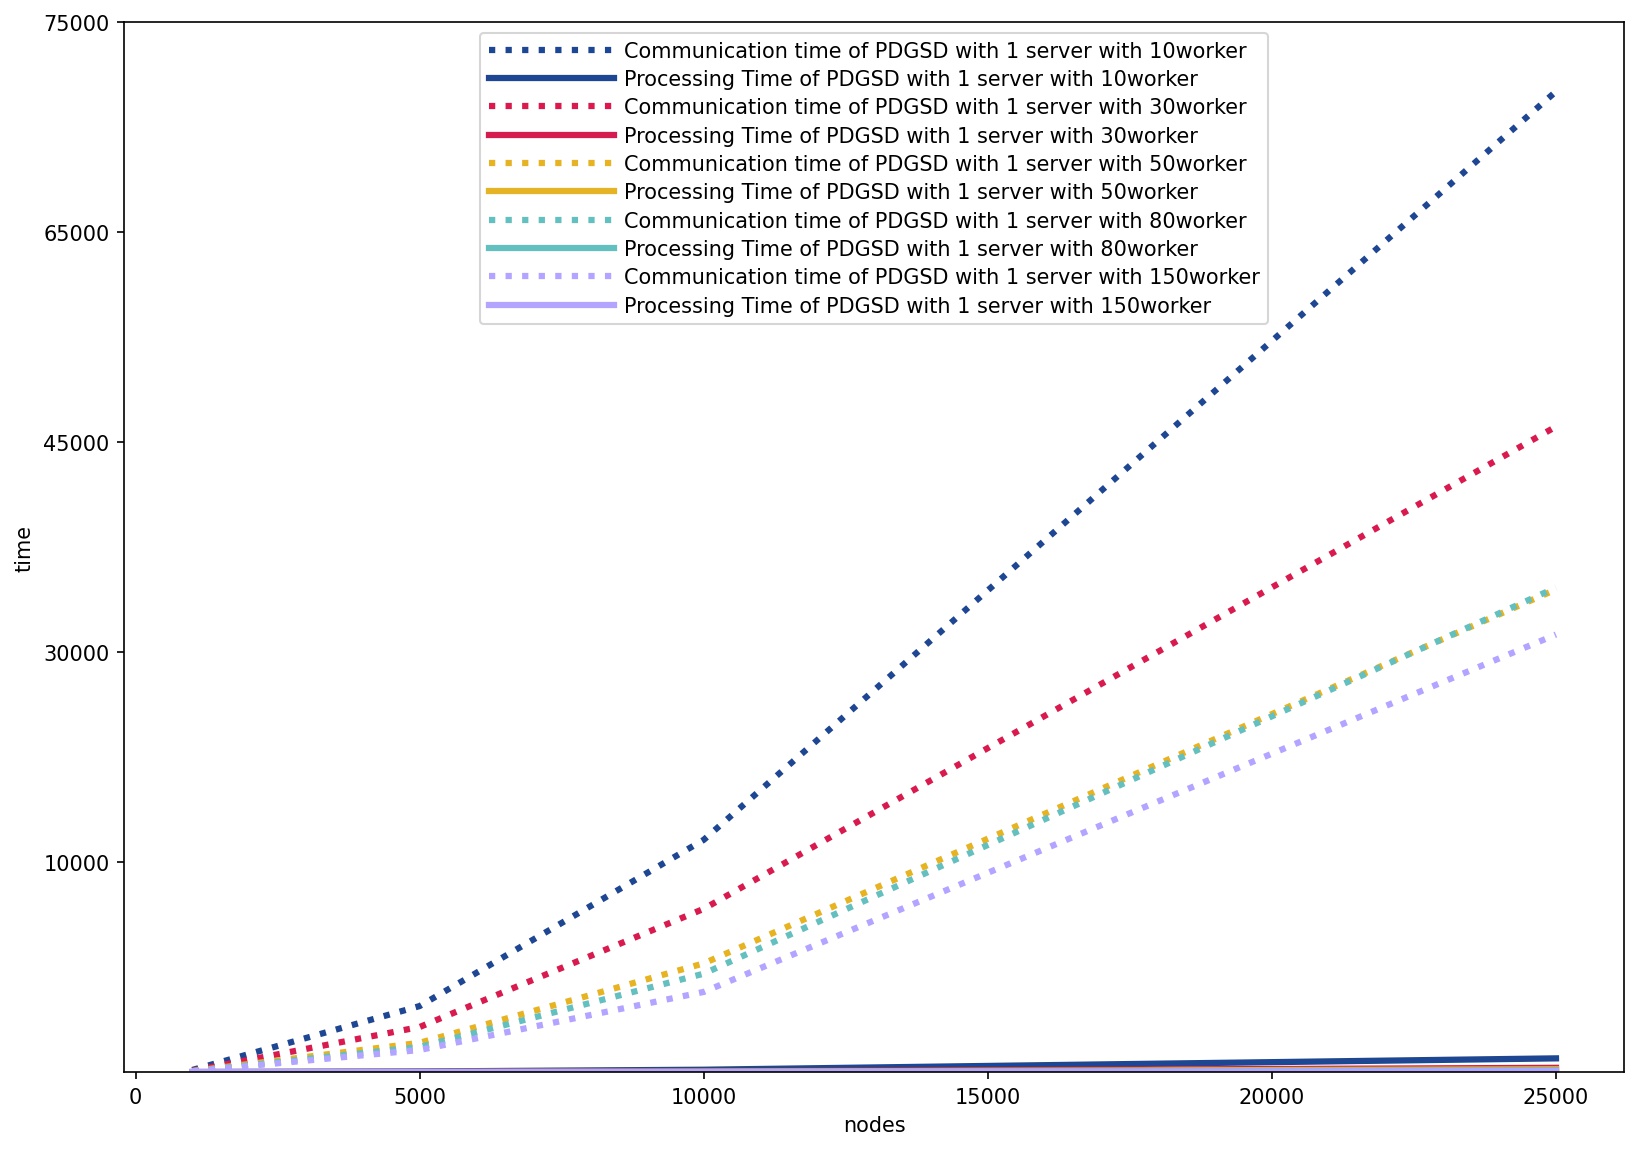 75000
65000
45000
30000
10000
time
Communication time of PDGSD with 1 server with 10worker
Processing Time of PDGSD with 1 server with 10worker
Communication time of PDGSD with 1 server with 30worker
Processing Time of PDGSD with 1 server with 30worker
Communication time of PDGSD with 1 server with 50worker
Processing Time of PDGSD with 1 server with 50worker
Communication time of PDGSD with 1 server with 80worker
Processing Time of PDGSD with 1 server with 80worker
Communication time of PDGSD with 1 server with 150worker
Processing Time of PDGSD with 1 server with 150worker
0 5000 10000 15000 20000 25000
nodes